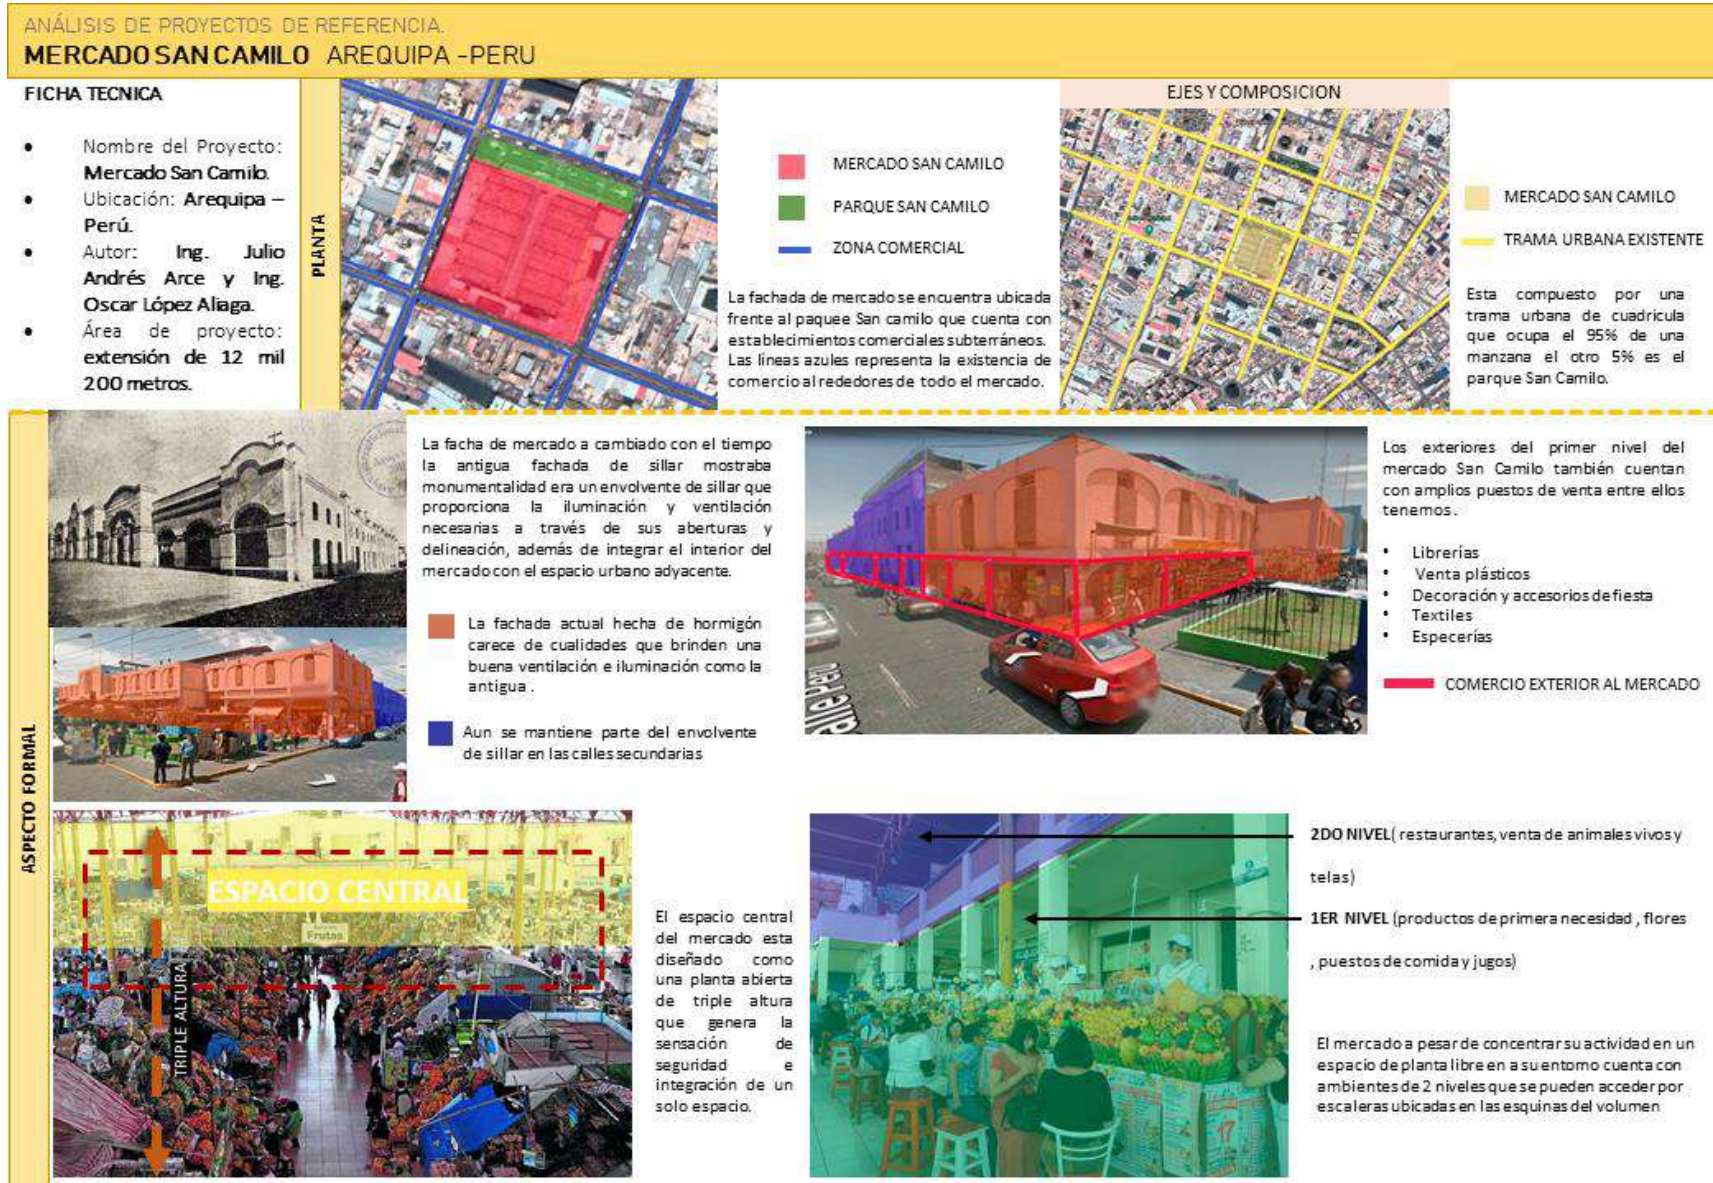 ANÁLISIS DE PROYECTOS DE REFERENCIA.
MERCADO SAN CAMILO AREQUIPA -PERU
FICHA TECNICA
• Nombre del Proyecto:
Mercado San Camilo.
• Ubicación: Arequipa –
Perú.
• Autor: Ing. Julio
Andrés Arce y Ing.
Oscar López Aliaga.
• Área de proyecto:
extensión de 12 mil
200 metros.
PLANTA
MERCADO SAN CAMILO
PARQUE SAN CAMILO
ZONA COMERCIAL
La fachada de mercado se encuentra ubicada
frente al paquee San camilo que cuenta con
establecimientos comerciales subterráneos.
Las líneas azules representa la existencia de
comercio al rededores de todo el mercado.
EJES Y COMPOSICION
MERCADO SAN CAMILO
TRAMA URBANA EXISTENTE
Esta compuesto por una
trama urbana de cuadricula
que ocupa el 95% de una
manzana el otro 5% es el
parque San Camilo.
ASPECTO FORMAL
La facha de mercado a cambiado con el tiempo
la antigua fachada de sillar mostraba
monumentalidad era un envolvente de sillar que
proporciona la iluminación y ventilación
necesarias a través de sus aberturas y
delineación, además de integrar el interior del
mercado con el espacio urbano adyacente.
La fachada actual hecha de hormigón
carece de cualidades que brinden una
buena ventilación e iluminación como la
antigua .
Aun se mantiene parte del envolvente
de sillar en las calles secundarias
Calle Peru
Los exteriores del primer nivel del
mercado San Camilo también cuentan
con amplios puestos de venta entre ellos
tenemos.
• Librerías
• Venta plásticos
• Decoración y accesorios de fiesta
• Textiles
• Especerías
COMERCIO EXTERIOR AL MERCADO
ESPACIO CENTRAL
Frutas
TRIPLE ALTURA
El espacio central
del mercado esta
diseñado como
una planta abierta
de triple altura
que genera la
sensación de
seguridad e
integración de un
solo espacio.
17
2DO NIVEL( restaurantes, venta de animales vivos y
telas)
1ER NIVEL (productos de primera necesidad , flores
, puestos de comida y jugos)
El mercado a pesar de concentrar su actividad en un
espacio de planta libre en a su entorno cuenta con
ambientes de 2 niveles que se pueden acceder por
escaleras ubicadas en las esquinas del volumen